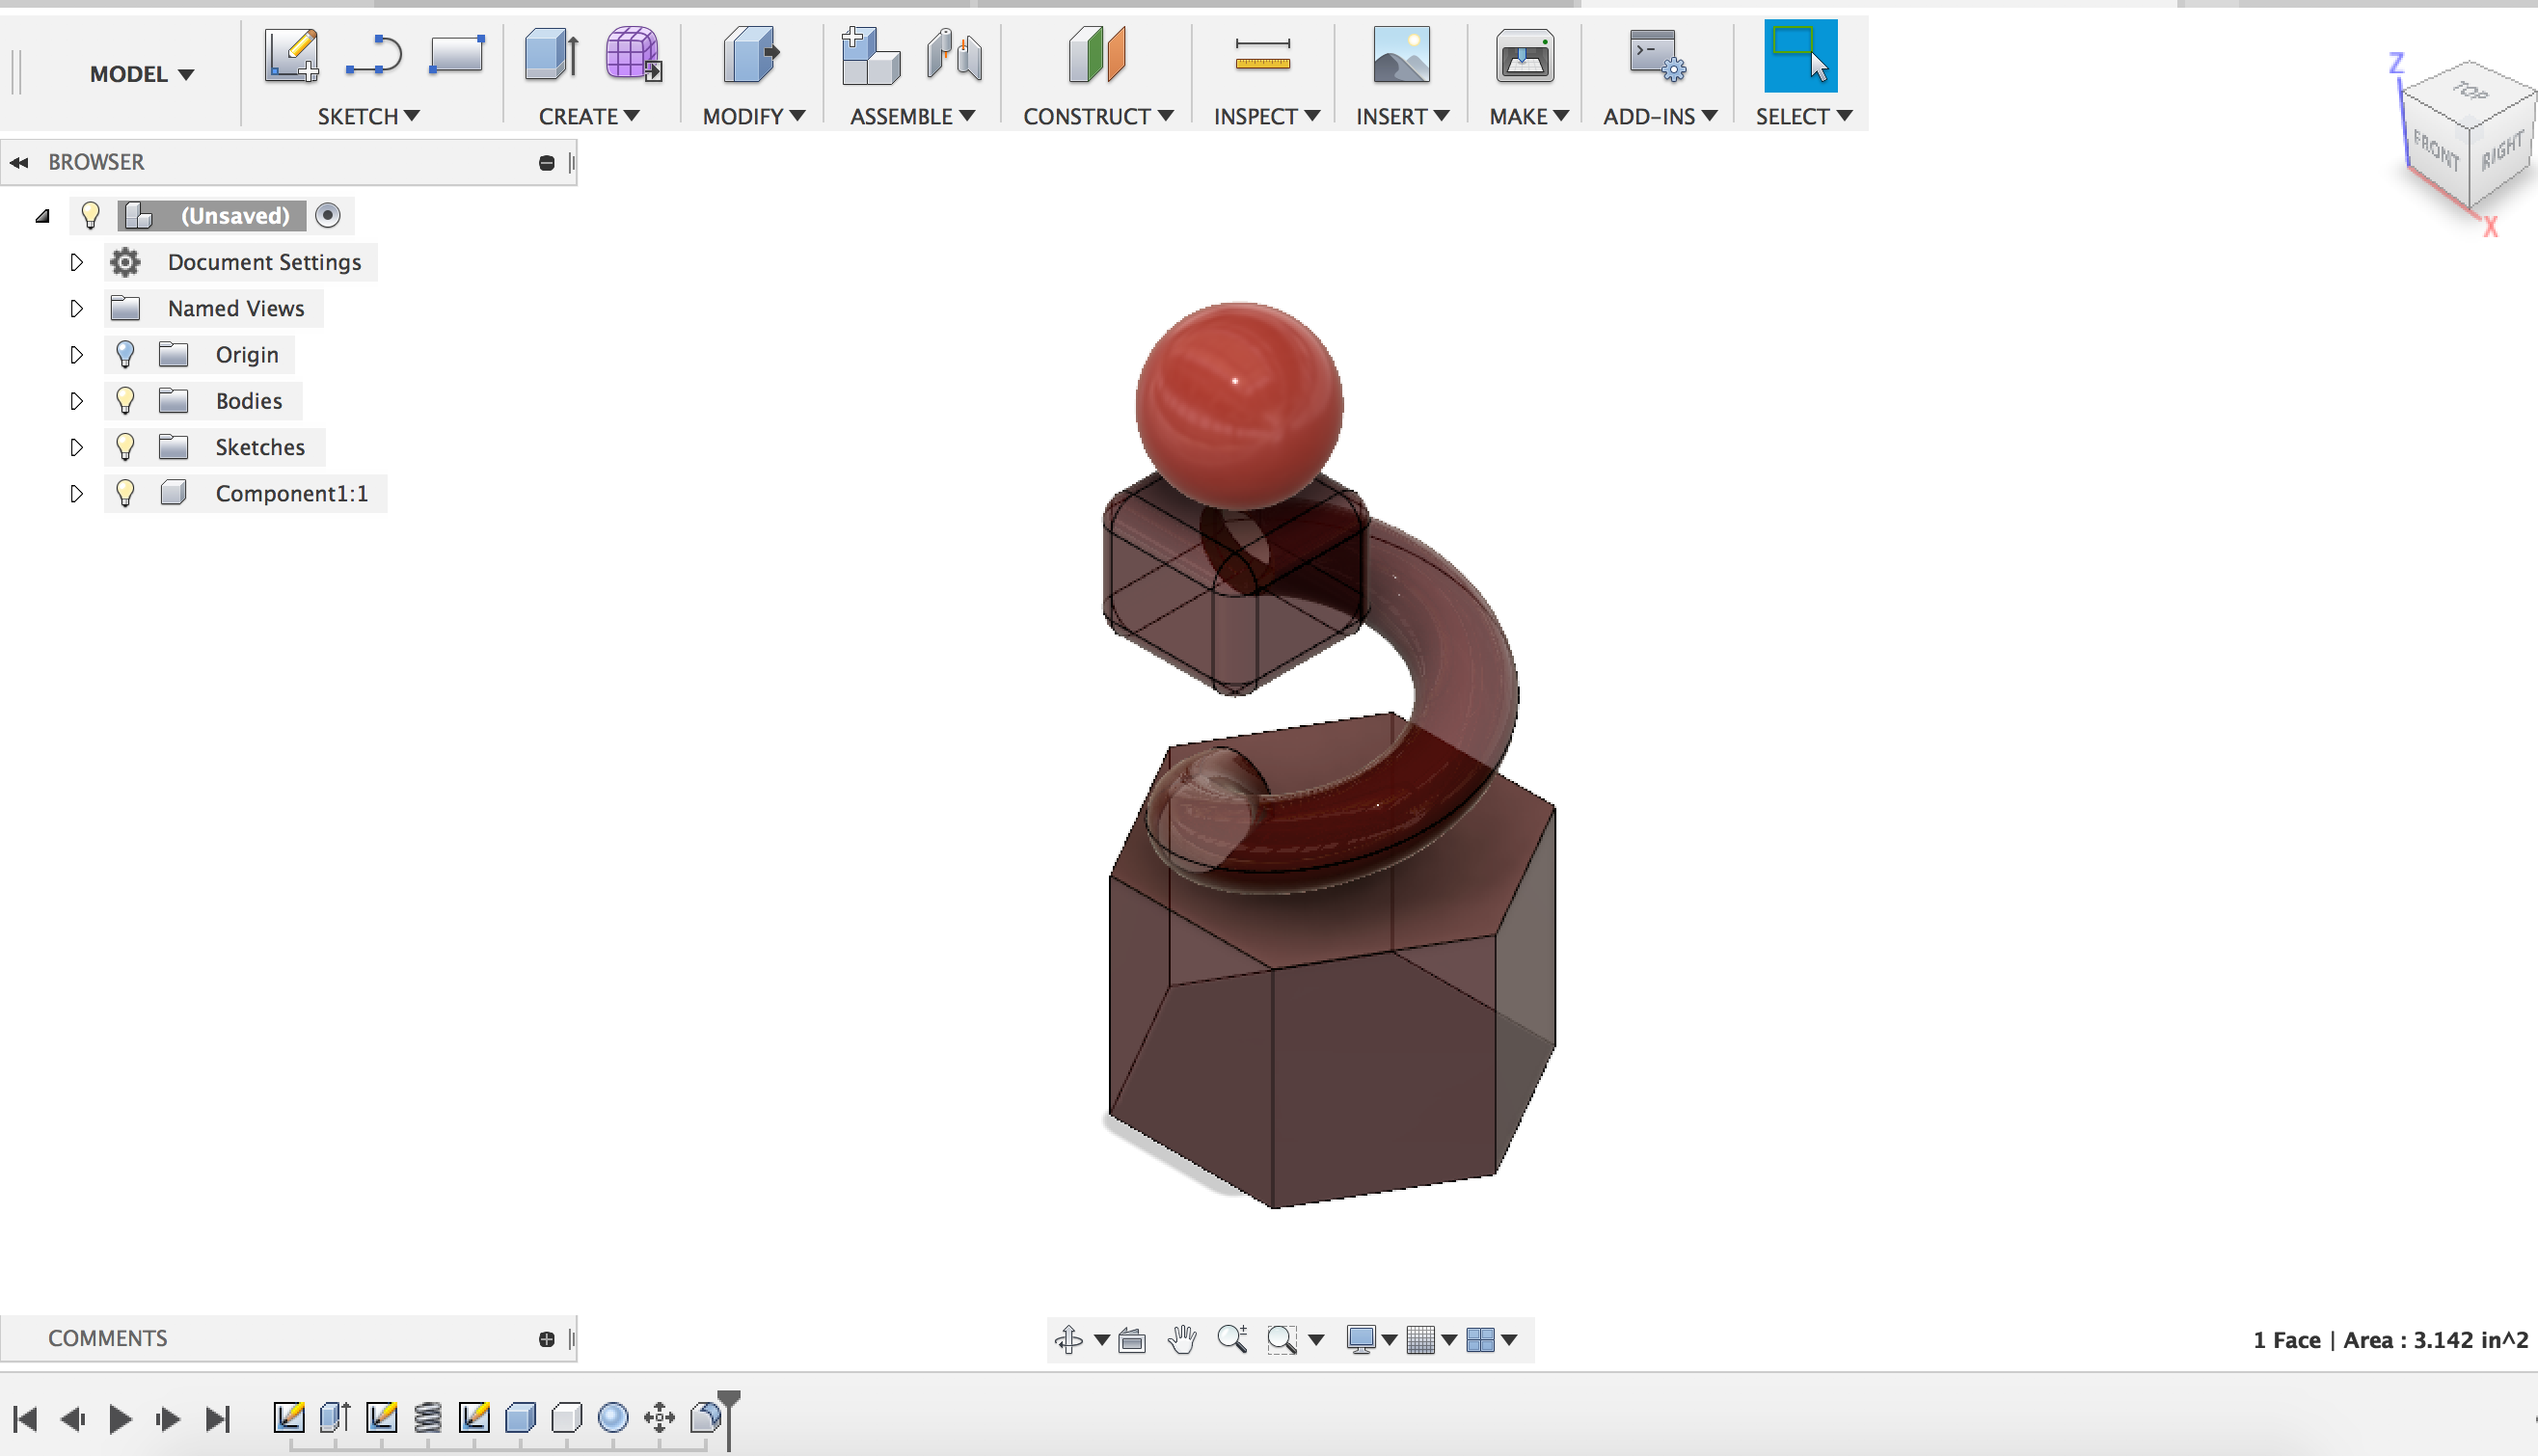 MODEL
SKETCH
CREATE
MODIFY
ASSEMBLE
CONSTRUCT
INSPECT
INSERT
MAKE
ADD-INS
SELECT
Z
TOP
FRONT
RIGHT
X
BROWSER
(Unsaved)
Document Settings
Named Views
Origin
Bodies
Sketches
Component1:1
COMMENTS
1 Face | Area : 3.142 in^2